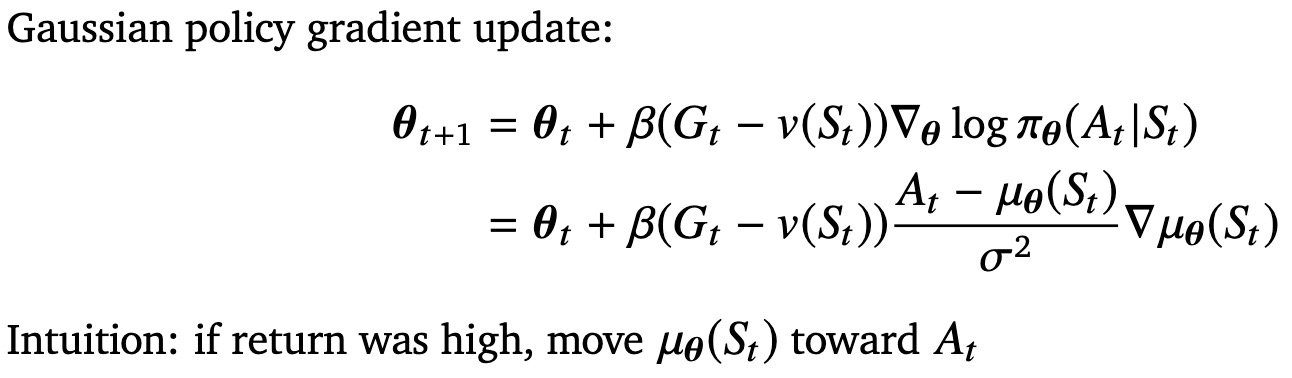 Gaussian policy gradient update:
θ_{t+1} = θ_t + β(G_t − v(S_t))∇_θ log π_θ(A_t|S_t)
= θ_t + β(G_t − v(S_t)) \frac{A_t − μ_θ(S_t)}{σ^2} ∇μ_θ(S_t)
Intuition: if return was high, move μ_θ(S_t) toward A_t